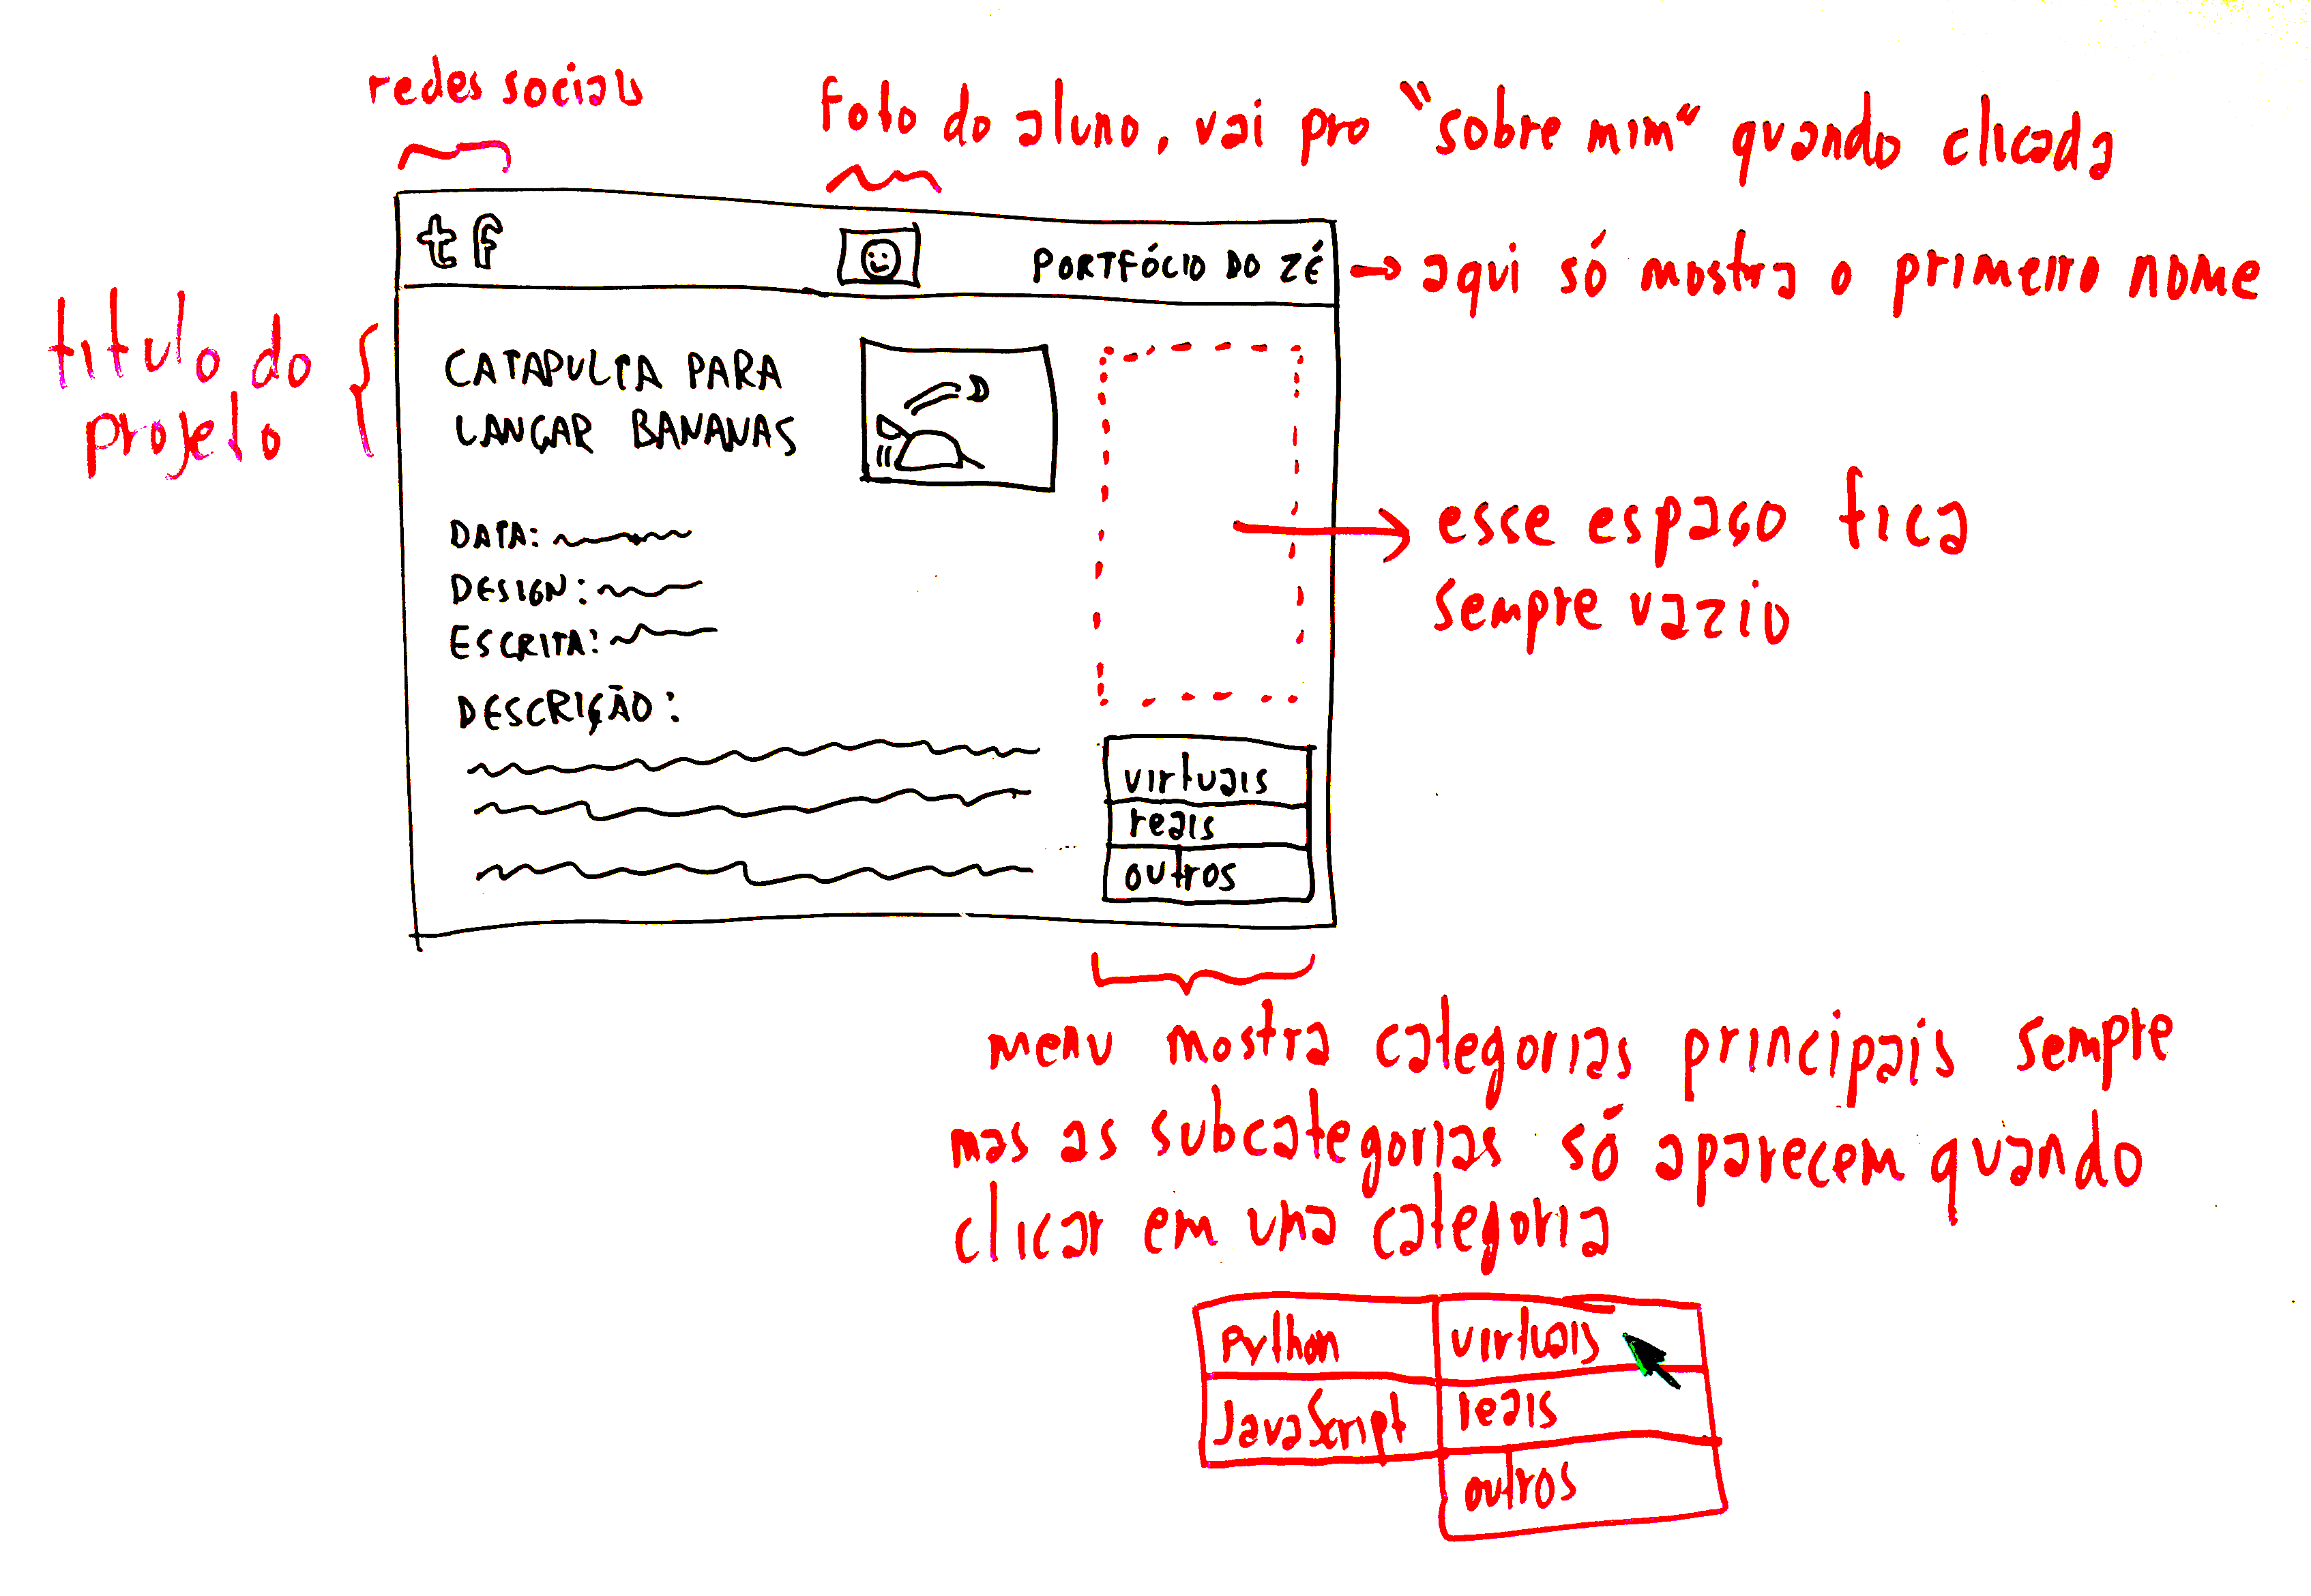 redes sociais
foto do aluno, vai pro "sobre mim" quando clicada
t f
PORTFÓCIO DO ZÉ
aqui só mostra o primeiro nome
titulo do
projeto
CATAPULTA PARA
LANÇAR BANANAS
DATA:
DESIGN:
ESCRITA:
DESCRIÇÃO:
esse espaço fica
sempre vazio
virtuais
reais
outros
menu mostra categorias principais sempre
mas as subcategorias só aparecem quando
clicar em uma categoria
Python
virtuais
JavaScript
reais
outros